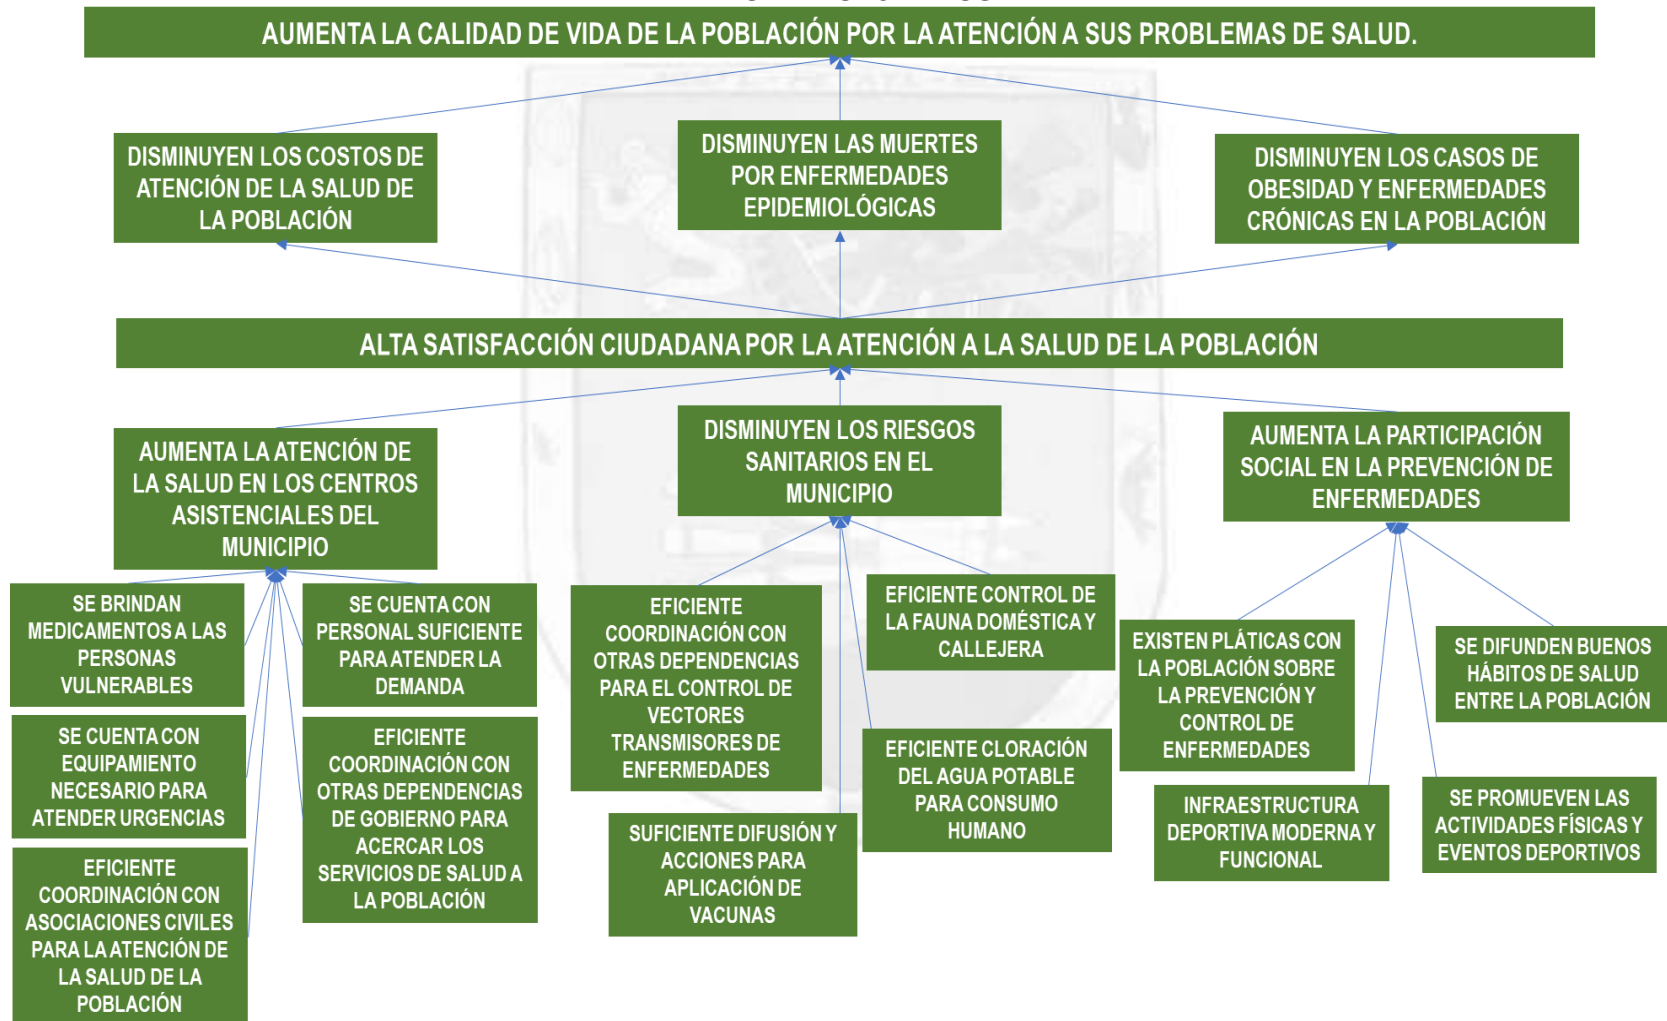 AUMENTA LA CALIDAD DE VIDA DE LA POBLACIÓN POR LA ATENCIÓN A SUS PROBLEMAS DE SALUD.
DISMINUYEN LOS COSTOS DE
ATENCIÓN DE LA SALUD DE
LA POBLACIÓN
DISMINUYEN LAS MUERTES
POR ENFERMEDADES
EPIDEMIOLÓGICAS
DISMINUYEN LOS CASOS DE
OBESIDAD Y ENFERMEDADES
CRÓNICAS EN LA POBLACIÓN
ALTA SATISFACCIÓN CIUDADANA POR LA ATENCIÓN A LA SALUD DE LA POBLACIÓN
AUMENTA LA ATENCIÓN DE
LA SALUD EN LOS CENTROS
ASISTENCIALES DEL
MUNICIPIO
DISMINUYEN LOS RIESGOS
SANITARIOS EN EL
MUNICIPIO
AUMENTA LA PARTICIPACIÓN
SOCIAL EN LA PREVENCIÓN DE
ENFERMEDADES
SE BRINDAN
MEDICAMENTOS A LAS
PERSONAS
VULNERABLES
SE CUENTA CON
PERSONAL SUFICIENTE
PARA ATENDER LA
DEMANDA
SE CUENTA CON
EQUIPAMIENTO
NECESARIO PARA
ATENDER URGENCIAS
EFICIENTE
COORDINACIÓN CON
OTRAS DEPENDENCIAS
DE GOBIERNO PARA
ACERCAR LOS
SERVICIOS DE SALUD A
LA POBLACIÓN
EFICIENTE
COORDINACIÓN CON
ASOCIACIONES CIVILES
PARA LA ATENCIÓN DE
LA SALUD DE LA
POBLACIÓN
EFICIENTE
COORDINACIÓN CON
OTRAS DEPENDENCIAS
PARA EL CONTROL DE
VECTORES
TRANSMISORES DE
ENFERMEDADES
EFICIENTE CONTROL DE
LA FAUNA DOMÉSTICA Y
CALLEJERA
SUFICIENTE DIFUSIÓN Y
ACCIONES PARA
APLICACIÓN DE
VACUNAS
EFICIENTE CLORACIÓN
DEL AGUA POTABLE
PARA CONSUMO
HUMANO
EXISTEN PLÁTICAS CON
LA POBLACIÓN SOBRE
LA PREVENCIÓN Y
CONTROL DE
ENFERMEDADES
SE DIFUNDEN BUENOS
HÁBITOS DE SALUD
ENTRE LA POBLACIÓN
INFRAESTRUCTURA
DEPORTIVA MODERNA Y
FUNCIONAL
SE PROMUEVEN LAS
ACTIVIDADES FÍSICAS Y
EVENTOS DEPORTIVOS